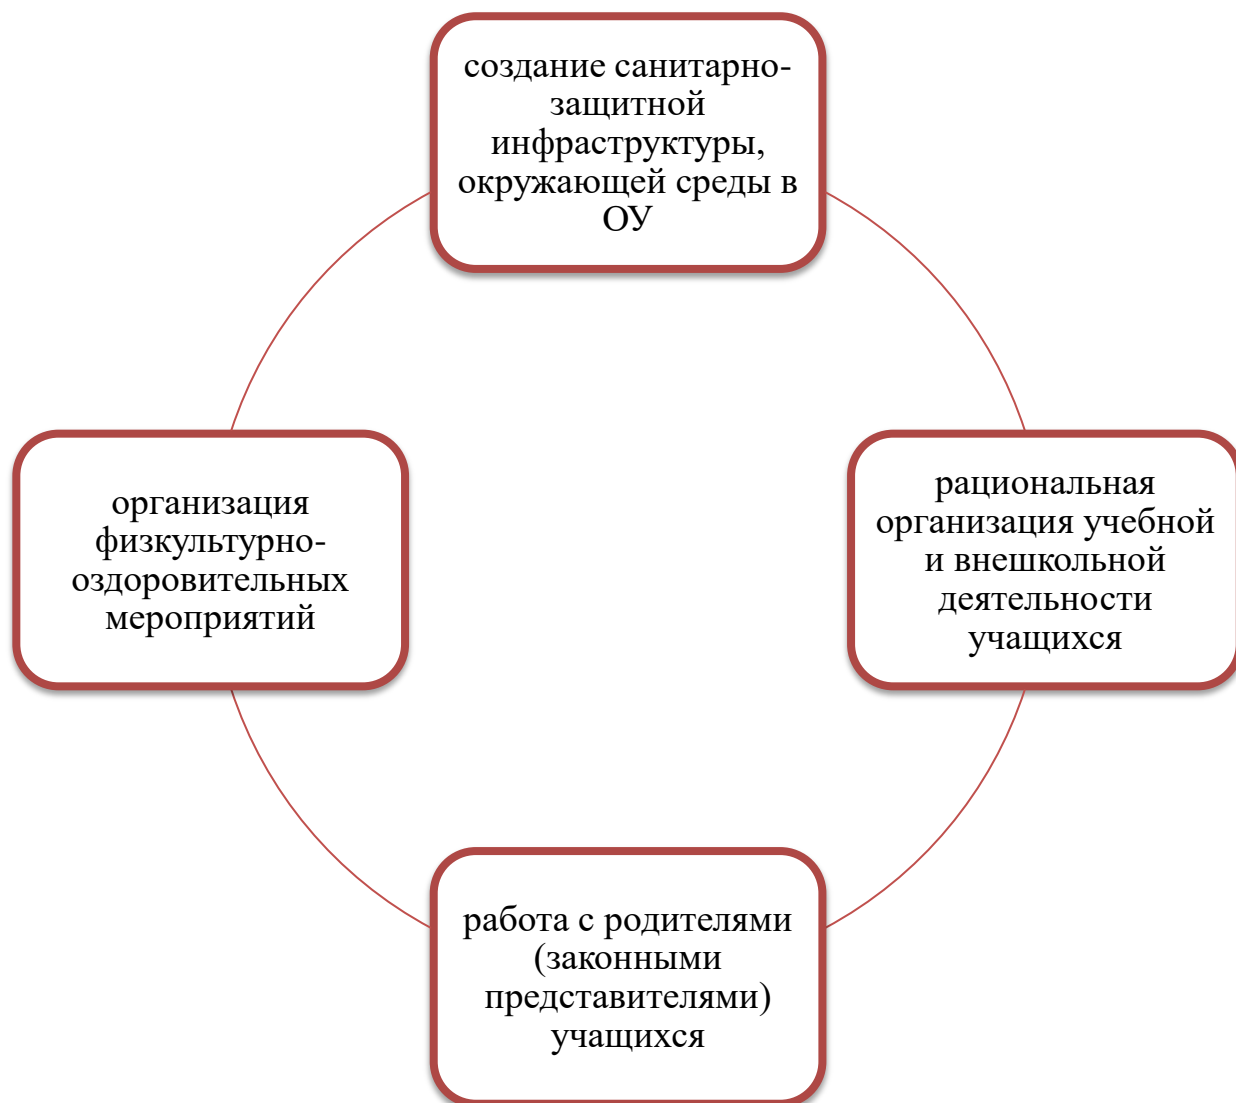 создание санитарно-
защитной
инфраструктуры,
окружающей среды в
ОУ
рациональная
организация учебной
и внешкольной
деятельности
учащихся
работа с родителями
(законными
представителями)
учащихся
организация
физкультурно-
оздоровительных
мероприятий